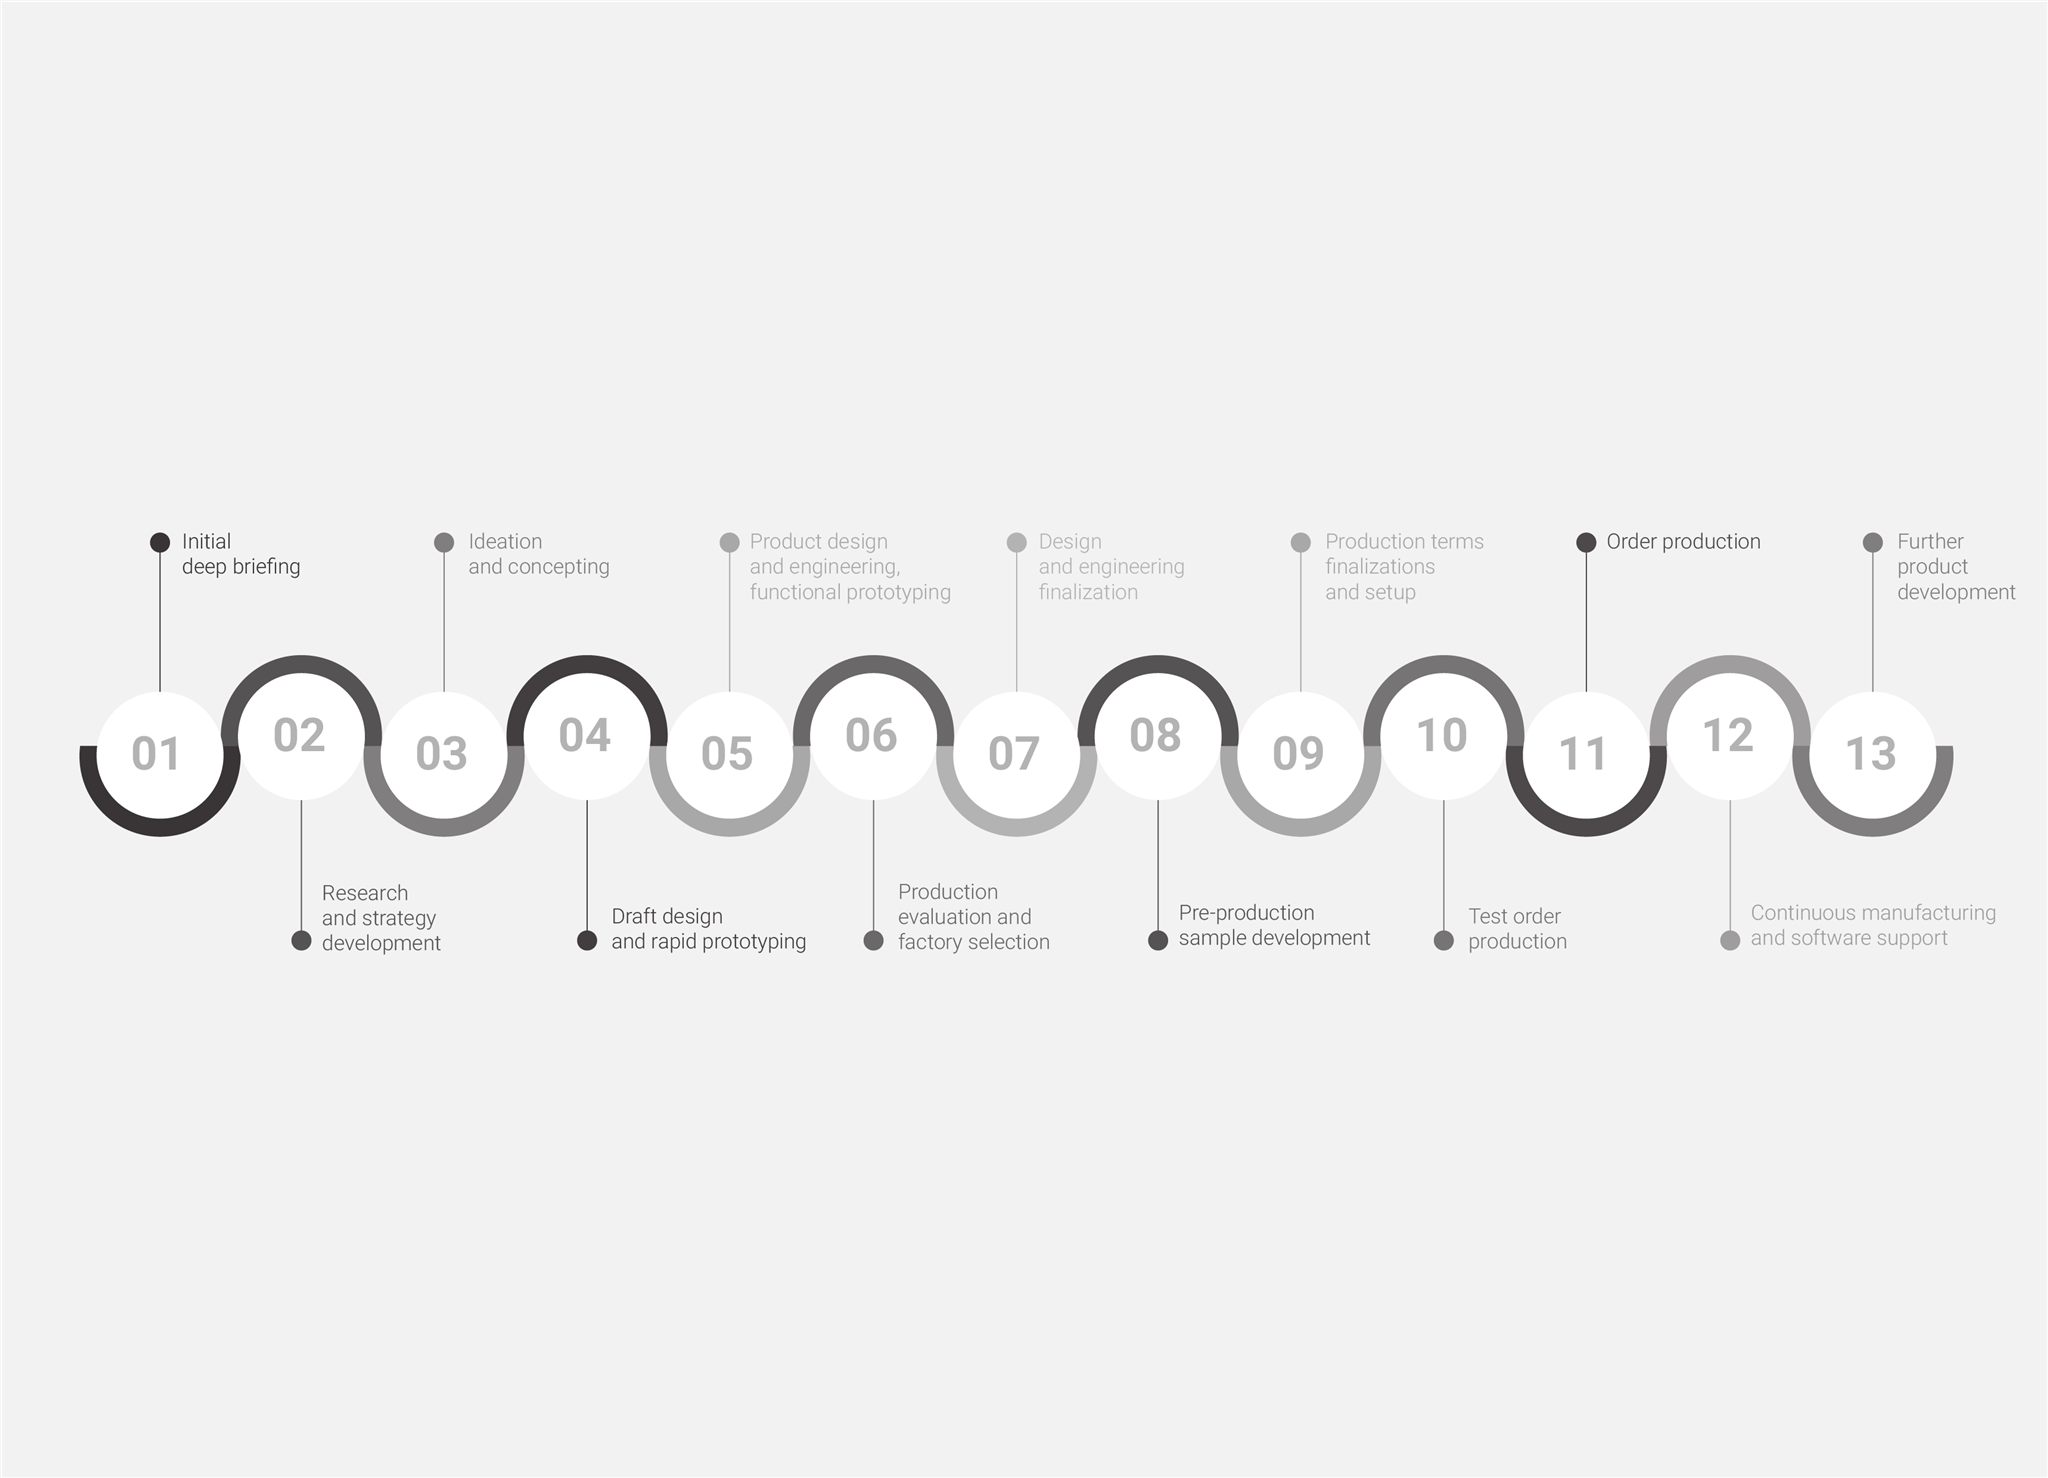 Initial
deep briefing
Ideation
and concepting
Product design
and engineering,
functional prototyping
Design
and engineering
finalization
Production terms
finalizations
and setup
Order production
Further
product
development
01
02
03
04
05
06
07
08
09
10
11
12
13
Research
and strategy
development
Draft design
and rapid prototyping
Production
evaluation and
factory selection
Pre-production
sample development
Test order
production
Continuous manufacturing
and software support